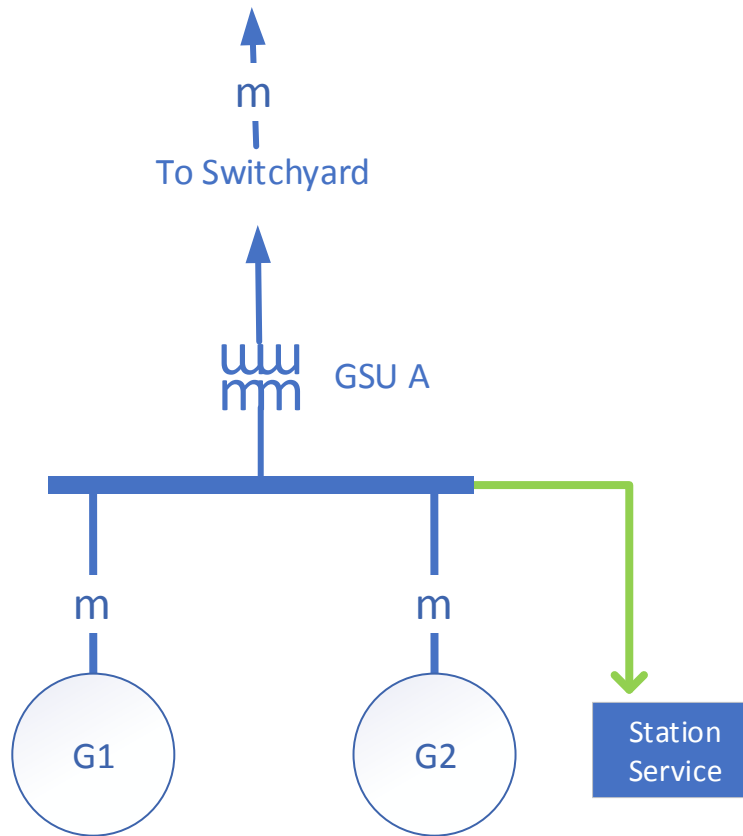 m
To Switchyard
GSU A
m
m
G1
G2
Station
Service